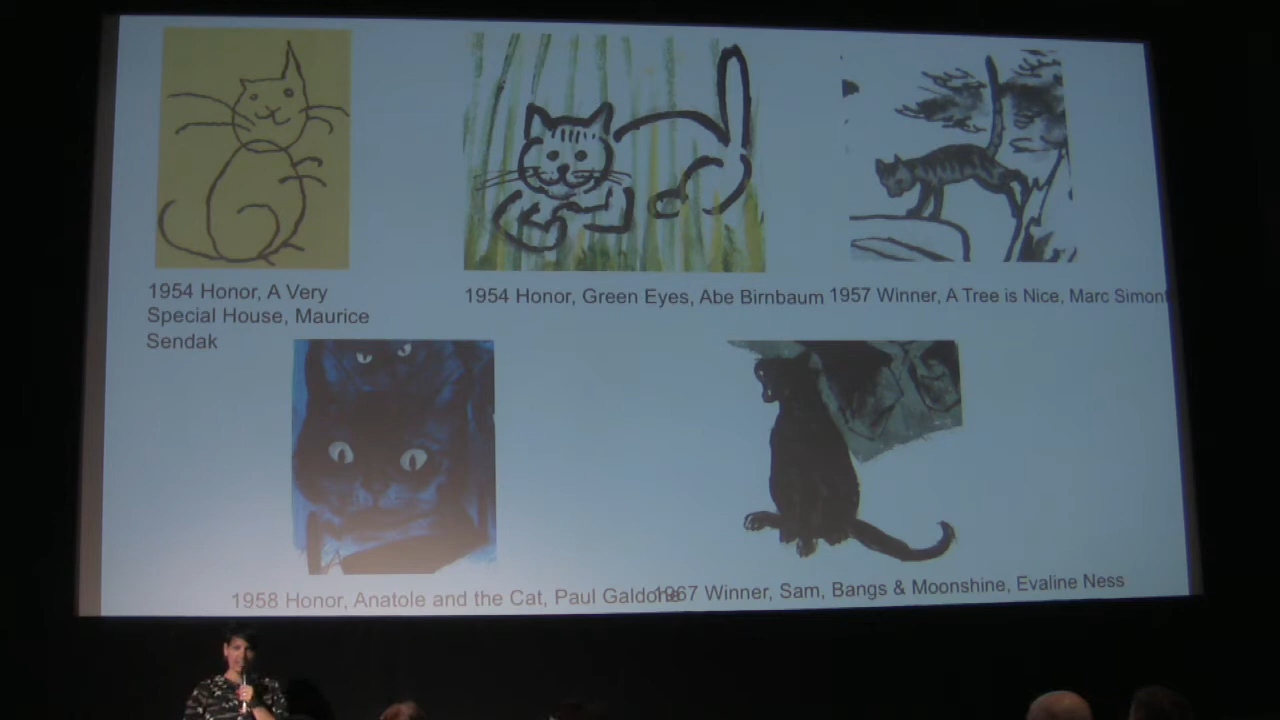 1954 Honor, A Very
Special House, Maurice
Sendak
1954 Honor, Green Eyes, Abe Birnbaum
1957 Winner, A Tree is Nice, Marc Simont
1958 Honor, Anatole and the Cat, Paul Galdone
1967 Winner, Sam, Bangs & Moonshine, Evaline Ness